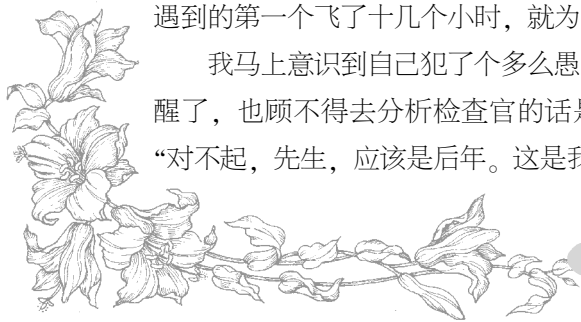 遇到的第一个飞了十几个小时，就为
我马上意识到自己犯了个多么愚
醒了，也顾不得去分析检查官的话是
“对不起，先生，应该是后年。这是我